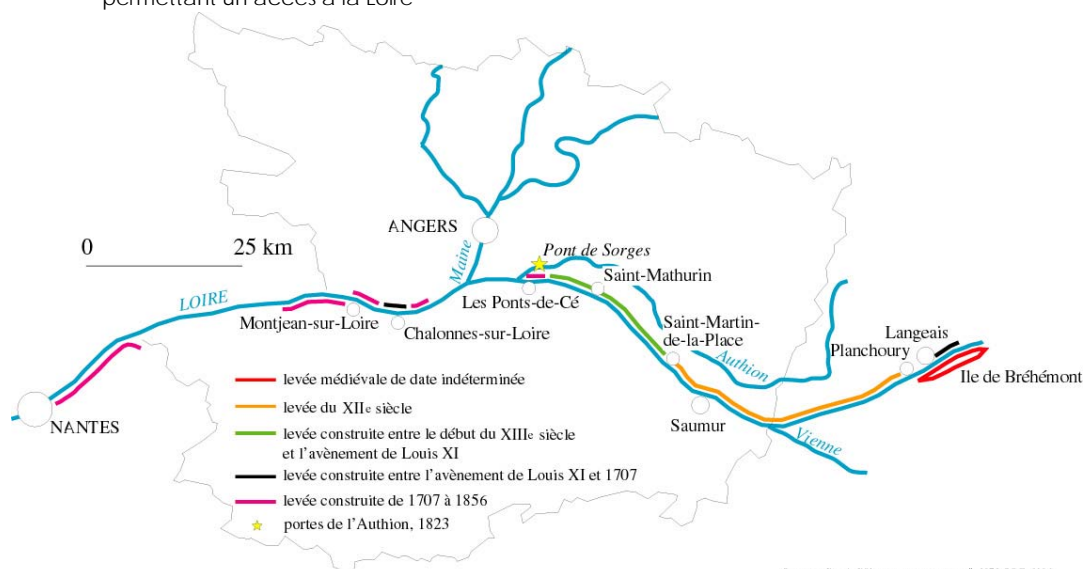 permettant un accès à la Loire
ANGERS
0 25 km
Maine
Pont de Sorges
Saint-Mathurin
LOIRE
Les Ponts-de-Cé
Montjean-sur-Loire
Chalonnes-sur-Loire
Saint-Martin-
de-la-Place
Langeais
Planchoury
Authion
Ile de Bréhémont
levée médiévale de date indéterminée
levée du XIIe siècle
Saumur
NANTES
levée construite entre le début du XIIIe siècle
et l'avènement de Louis XI
Vienne
levée construite entre l'avènement de Louis XI et 1707
levée construite de 1707 à 1856
portes de l'Authion, 1823